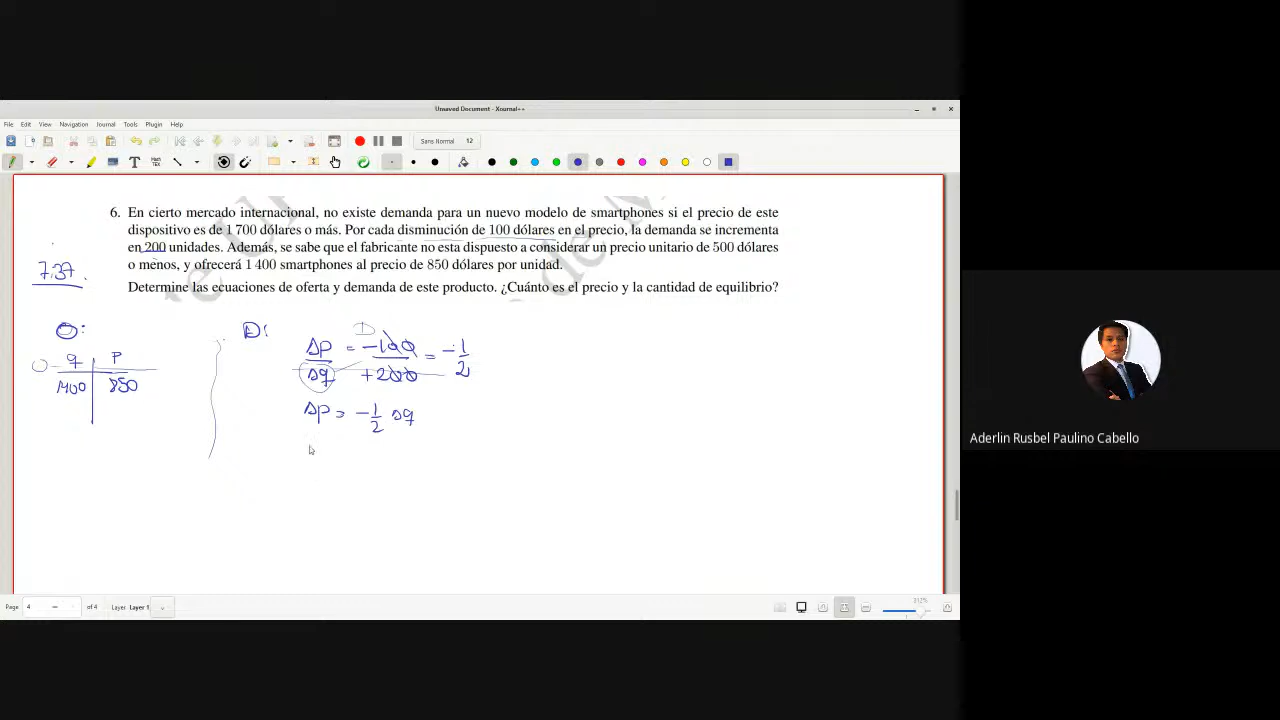 Unsaved Document - Xournal++
File Edit View Navigation Journal Tools Plugin Help
Sans Normal 12
6. En cierto mercado internacional, no existe demanda para un nuevo modelo de smartphones si el precio de este
dispositivo es de 1 700 dólares o más. Por cada disminución de 100 dólares en el precio, la demanda se incrementa
en 200 unidades. Además, se sabe que el fabricante no esta dispuesto a considerar un precio unitario de 500 dólares
o menos, y ofrecerá 1 400 smartphones al precio de 850 dólares por unidad.
Determine las ecuaciones de oferta y demanda de este producto. ¿Cuánto es el precio y la cantidad de equilibrio?
7:37
O:
q P
1400 850
D:
D
Δp/Δq = -100/+200 = -1/2
Δp = -1/2 Δq
Aderlin Rusbel Paulino Cabello
Page 4 of 4 Layer Layer 1
312%